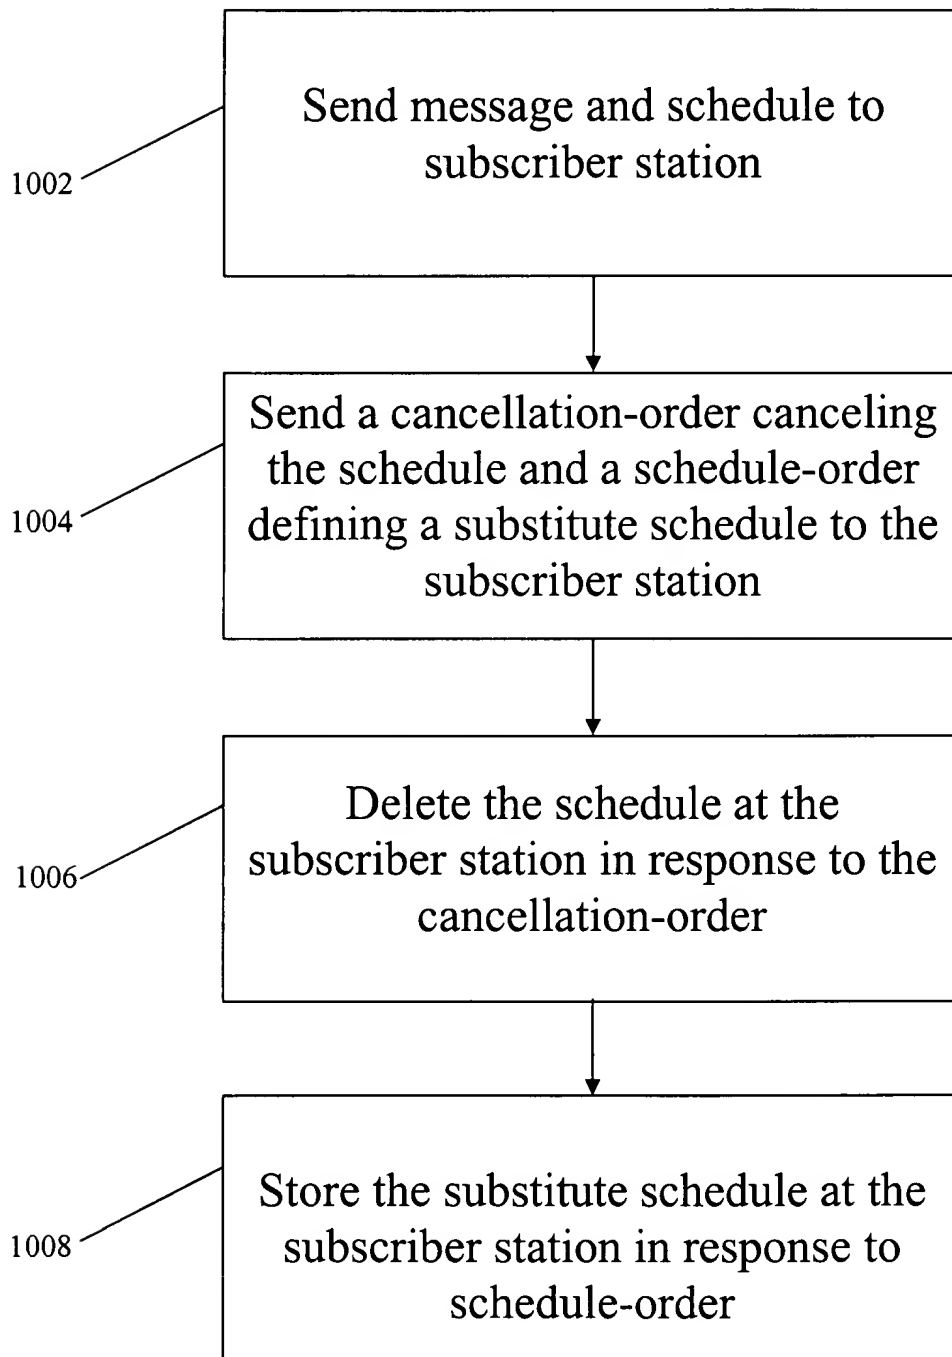 Send message and schedule to
subscriber station
1002
Send a cancellation-order canceling
the schedule and a schedule-order
defining a substitute schedule to the
subscriber station
1004
Delete the schedule at the
subscriber station in response to the
cancellation-order
1006
Store the substitute schedule at the
subscriber station in response to
schedule-order
1008